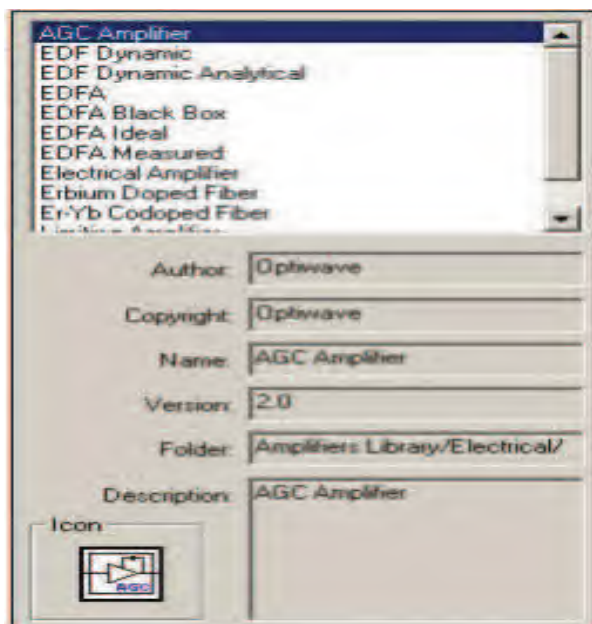 AGC Amplifier
EDF Dynamic
EDF Dynamic Analytical
EDFA
EDFA Black Box
EDFA Ideal
EDFA Measured
Electrical Amplifier
Erbium Doped Fiber
Er-Yb Codoped Fiber
Author: Optiwave
Copyright: Optiwave
Name: AGC Amplifier
Version: 2.0
Folder: Amplifiers Library/Electrical/
Description: AGC Amplifier
Icon
AGC